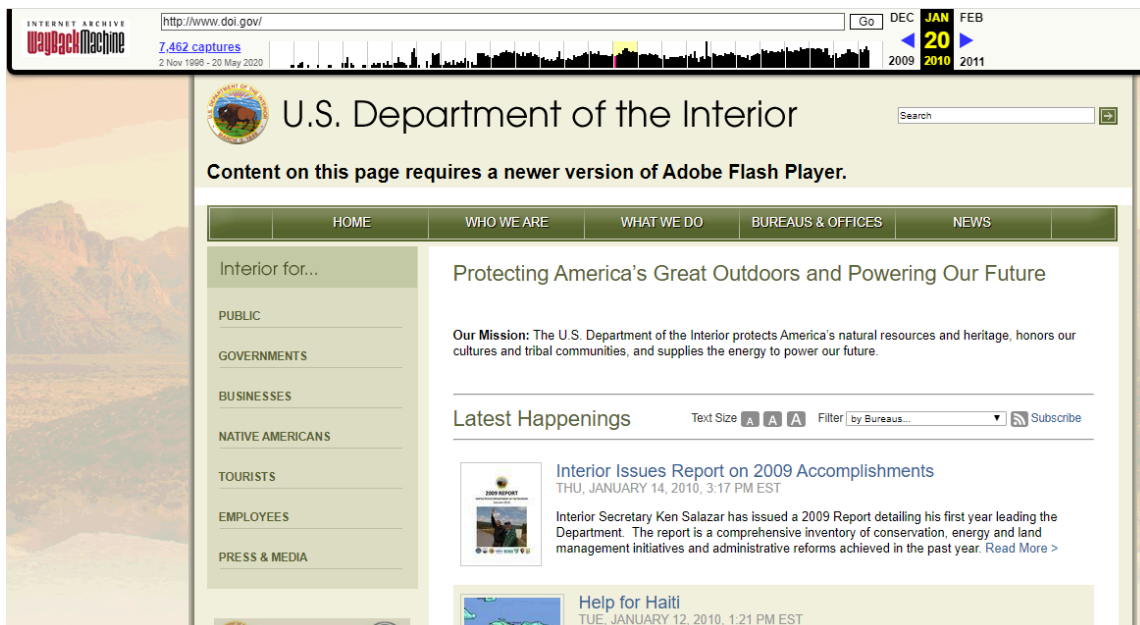 INTERNET ARCHIVE
WayBackMachine
http://www.doi.gov/
Go
DEC JAN FEB
7,462 captures
20
2 Nov 1996 - 20 May 2020
2009 2010 2011
U.S. Department of the Interior
Search
Content on this page requires a newer version of Adobe Flash Player.
HOME WHO WE ARE WHAT WE DO BUREAUS & OFFICES NEWS
Interior for...
PUBLIC
GOVERNMENTS
BUSINESSES
NATIVE AMERICANS
TOURISTS
EMPLOYEES
PRESS & MEDIA
Protecting America's Great Outdoors and Powering Our Future
Our Mission: The U.S. Department of the Interior protects America's natural resources and heritage, honors our
cultures and tribal communities, and supplies the energy to power our future.
Latest Happenings Text Size A A A Filter by Bureaus... Subscribe
2009 REPORT
Interior Issues Report on 2009 Accomplishments
THU, JANUARY 14, 2010, 3:17 PM EST
Interior Secretary Ken Salazar has issued a 2009 Report detailing his first year leading the
Department. The report is a comprehensive inventory of conservation, energy and land
management initiatives and administrative reforms achieved in the past year. Read More >
Help for Haiti
TUE, JANUARY 12, 2010, 1:21 PM EST